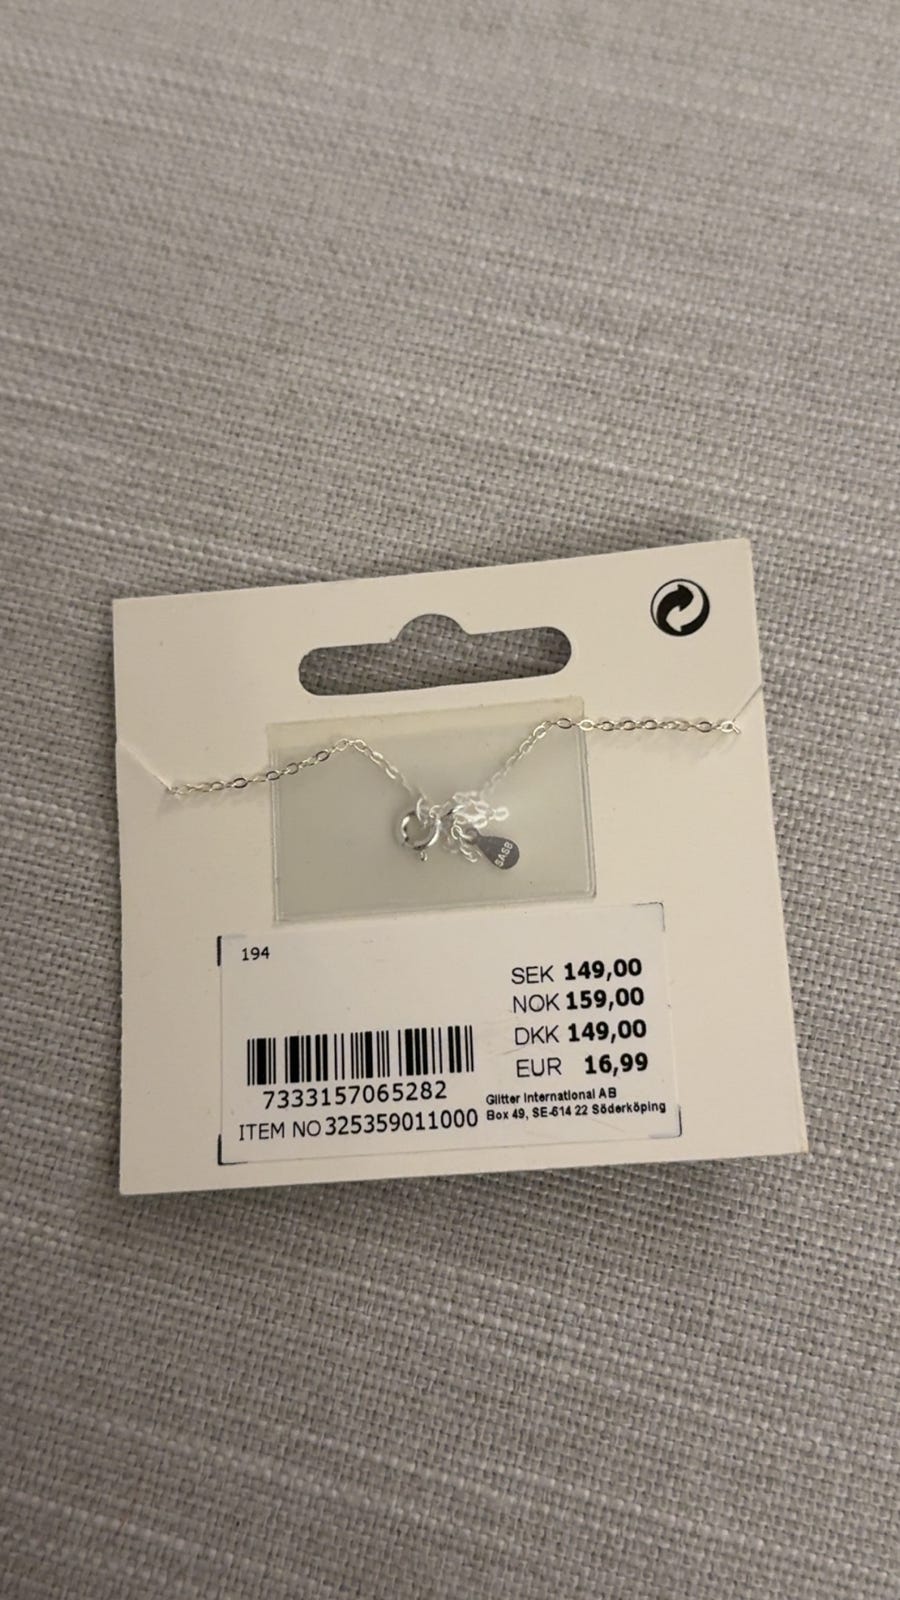 SASB
194
SEK 149,00
NOK 159,00
DKK 149,00
EUR 16,99
7333157065282
ITEM NO 325359011000
Glitter International AB
Box 49, SE-614 22 Söderköping